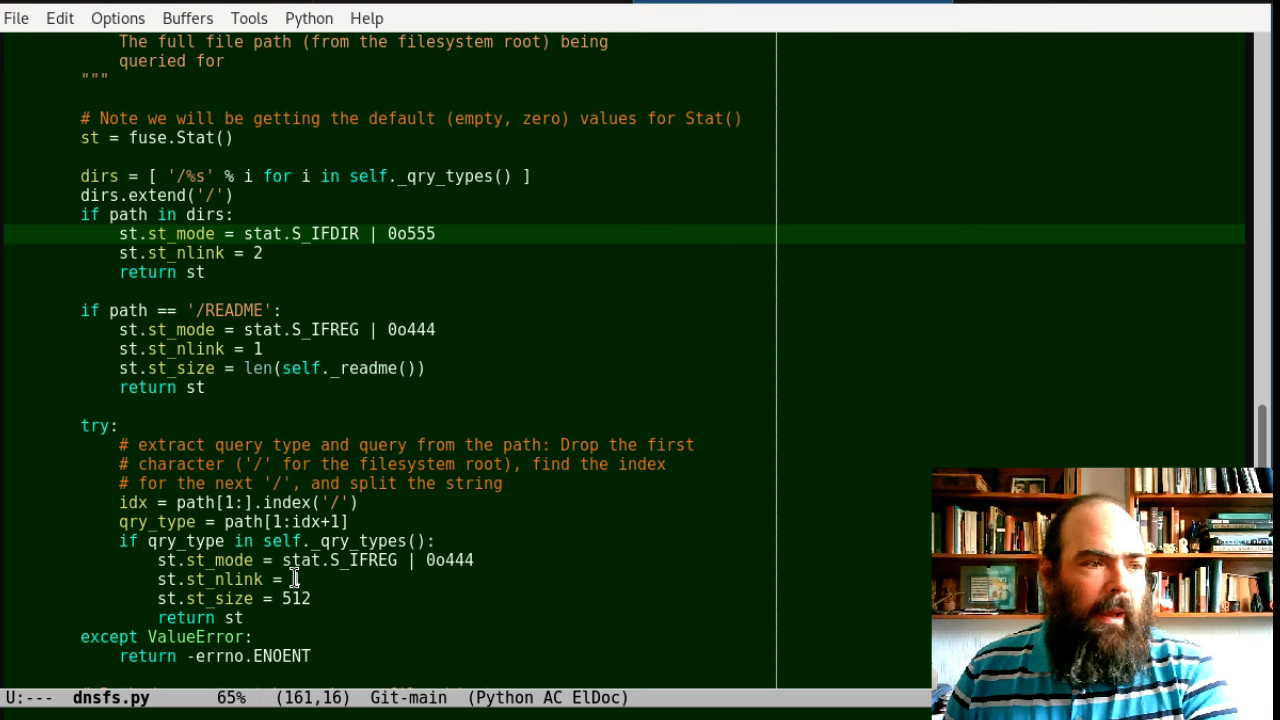 File Edit Options Buffers Tools Python Help
The full file path (from the filesystem root) being
queried for
"""
# Note we will be getting the default (empty, zero) values for Stat()
st = fuse.Stat()
dirs = [ '/%s' % i for i in self._qry_types() ]
dirs.extend('/')
if path in dirs:
st.st_mode = stat.S_IFDIR | 0o555
st.st_nlink = 2
return st
if path == '/README':
st.st_mode = stat.S_IFREG | 0o444
st.st_nlink = 1
st.st_size = len(self._readme())
return st
try:
# extract query type and query from the path: Drop the first
# character ('/' for the filesystem root), find the index
# for the next '/', and split the string
idx = path[1:].index('/')
qry_type = path[1:idx+1]
if qry_type in self._qry_types():
st.st_mode = stat.S_IFREG | 0o444
st.st_nlink = 1
st.st_size = 512
return st
except ValueError:
return -errno.ENOENT
U:--- dnsfs.py 65% (161,16) Git-main (Python AC ElDoc)